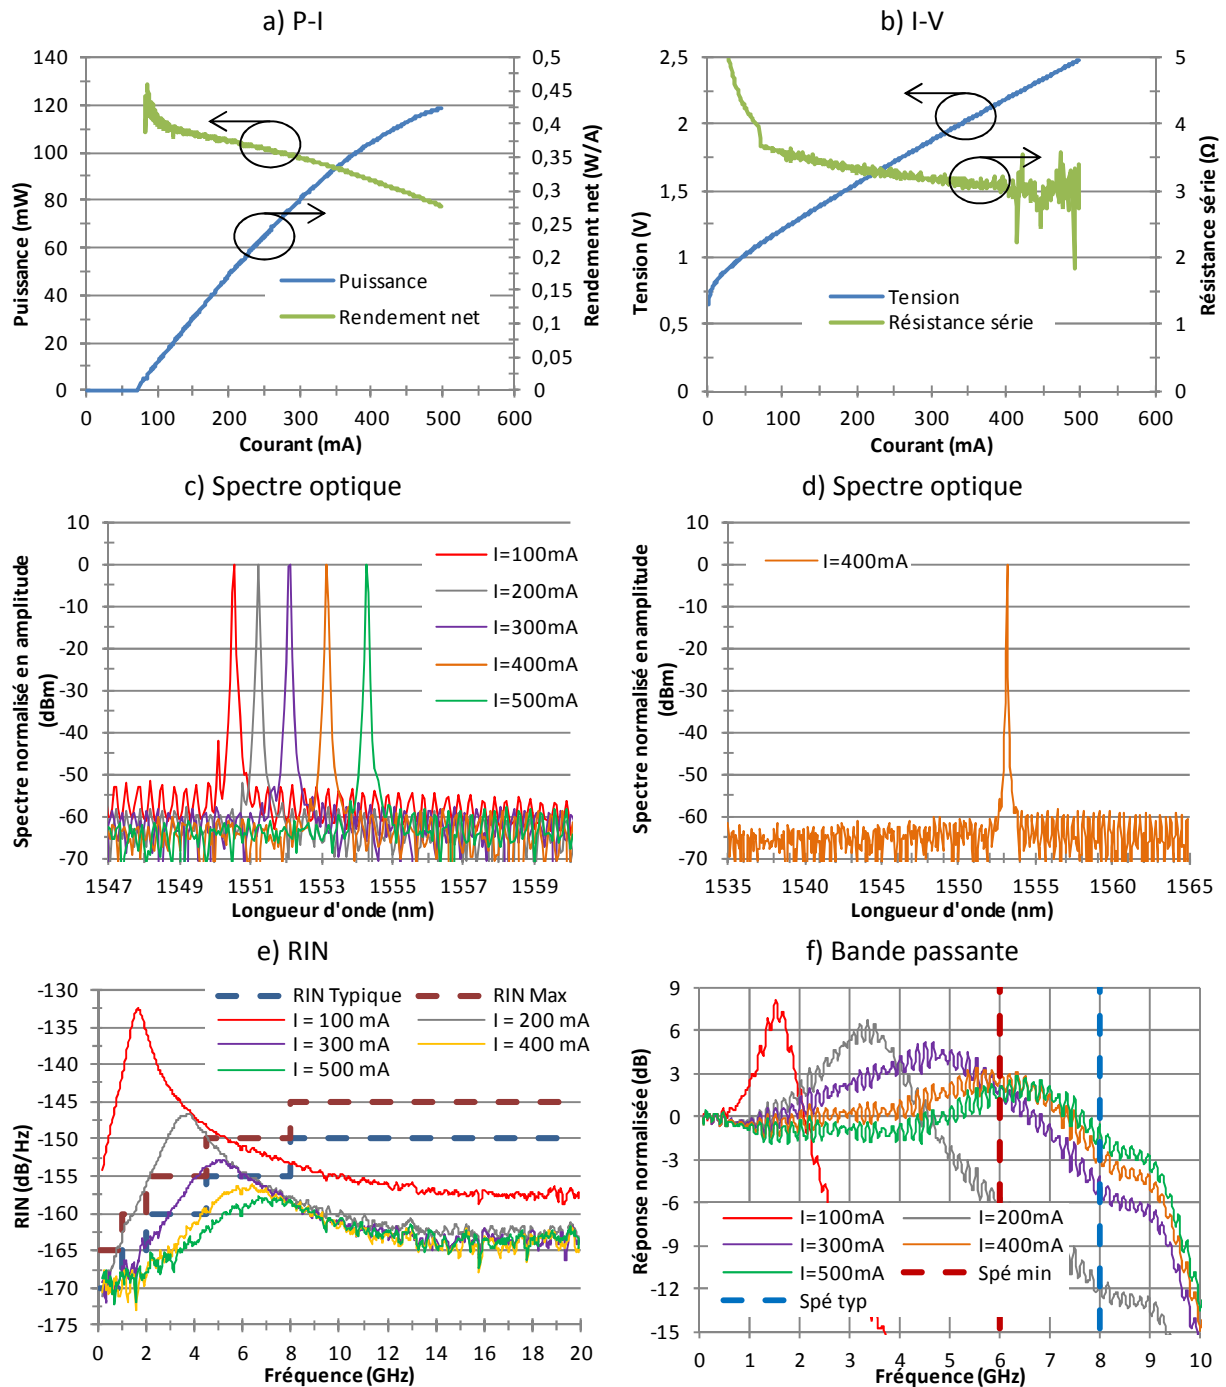 a) P-I
140
120
100
80
60
40
20
0
Puissance (mW)
0,5
0,45
0,4
0,35
0,3
0,25
0,2
0,15
0,1
0,05
0
Rendement net (W/A)
Puissance
Rendement net
0 100 200 300 400 500 600
Courant (mA)
b) I-V
2,5
2
1,5
1
0,5
0
Tension (V)
5
4
3
2
1
0
Résistance série (Ω)
Tension
Résistance série
0 100 200 300 400 500 600
Courant (mA)
c) Spectre optique
10
0
-10
-20
-30
-40
-50
-60
-70
Spectre normalisé en amplitude
(dBm)
I=100mA
I=200mA
I=300mA
I=400mA
I=500mA
1547 1549 1551 1553 1555 1557 1559
Longueur d'onde (nm)
d) Spectre optique
10
0
-10
-20
-30
-40
-50
-60
-70
Spectre normalisé en amplitude
(dBm)
I=400mA
1535 1540 1545 1550 1555 1560 1565
Longueur d'onde (nm)
e) RIN
-130
-135
-140
-145
-150
-155
-160
-165
-170
-175
RIN (dB/Hz)
RIN Typique RIN Max
I = 100 mA I = 200 mA
I = 300 mA I = 400 mA
I = 500 mA
0 2 4 6 8 10 12 14 16 18 20
Fréquence (GHz)
f) Bande passante
9
6
3
0
-3
-6
-9
-12
-15
Réponse normalisée (dB)
I=100mA I=200mA
I=300mA I=400mA
I=500mA Spé min
Spé typ
0 1 2 3 4 5 6 7 8 9 10
Fréquence (GHz)